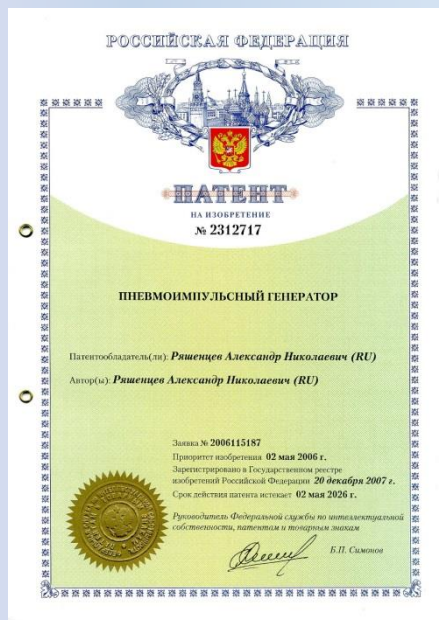 РОССИЙСКАЯ ФЕДЕРАЦИЯ
ПАТЕНТ
НА ИЗОБРЕТЕНИЕ
№ 2312717
ПНЕВМОИМПУЛЬСНЫЙ ГЕНЕРАТОР
Патентообладатель(ли): Ряшенцев Александр Николаевич (RU)
Автор(ы): Ряшенцев Александр Николаевич (RU)
Заявка № 2006115187
Приоритет изобретения 02 мая 2006 г.
Зарегистрировано в Государственном реестре
изобретений Российской Федерации 20 декабря 2007 г.
Срок действия патента истекает 02 мая 2026 г.
Руководитель Федеральной службы по интеллектуальной
собственности, патентам и товарным знакам
Б.П. Симонов